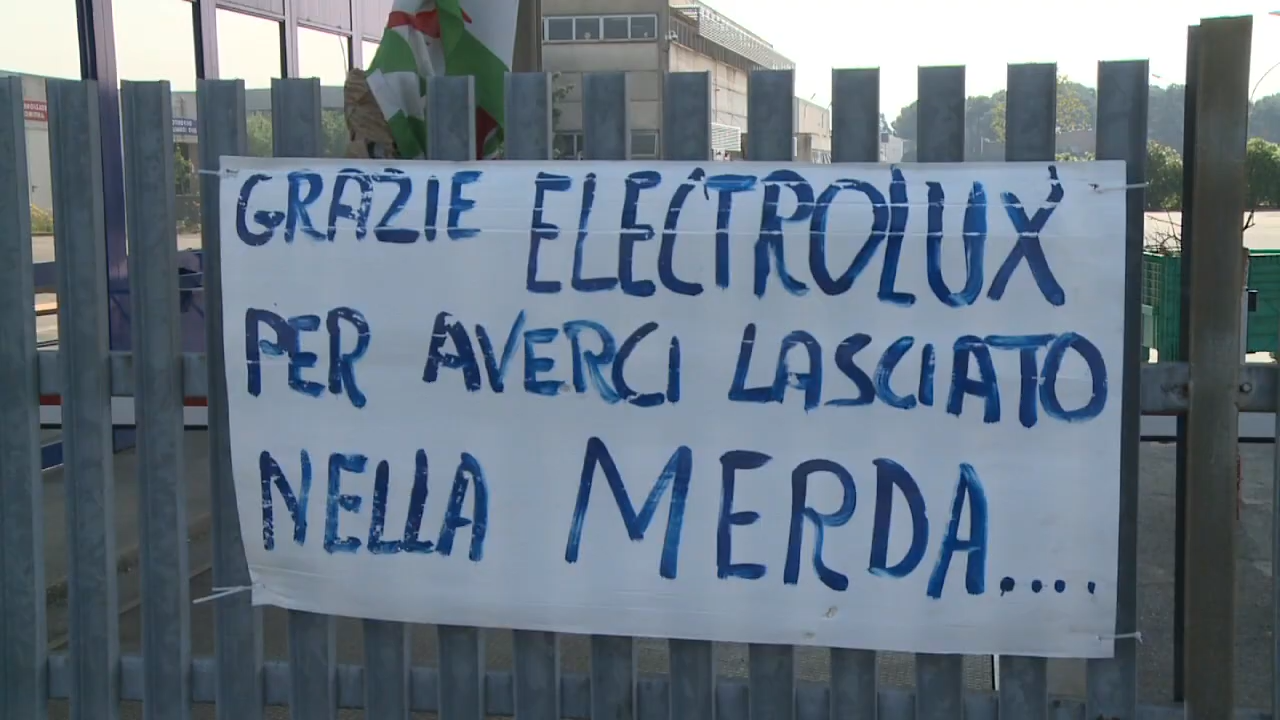 GRAZIE ELECTROLUX
PER AVERCI LASCIATO
NELLA MERDA....